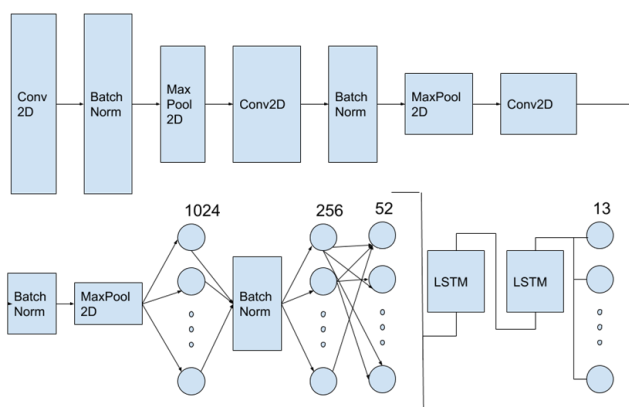 Conv
2D
Batch
Norm
Max
Pool
2D
Conv2D
Batch
Norm
MaxPool
2D
Conv2D
1024
256
52
13
Batch
Norm
MaxPool
2D
Batch
Norm
LSTM
LSTM